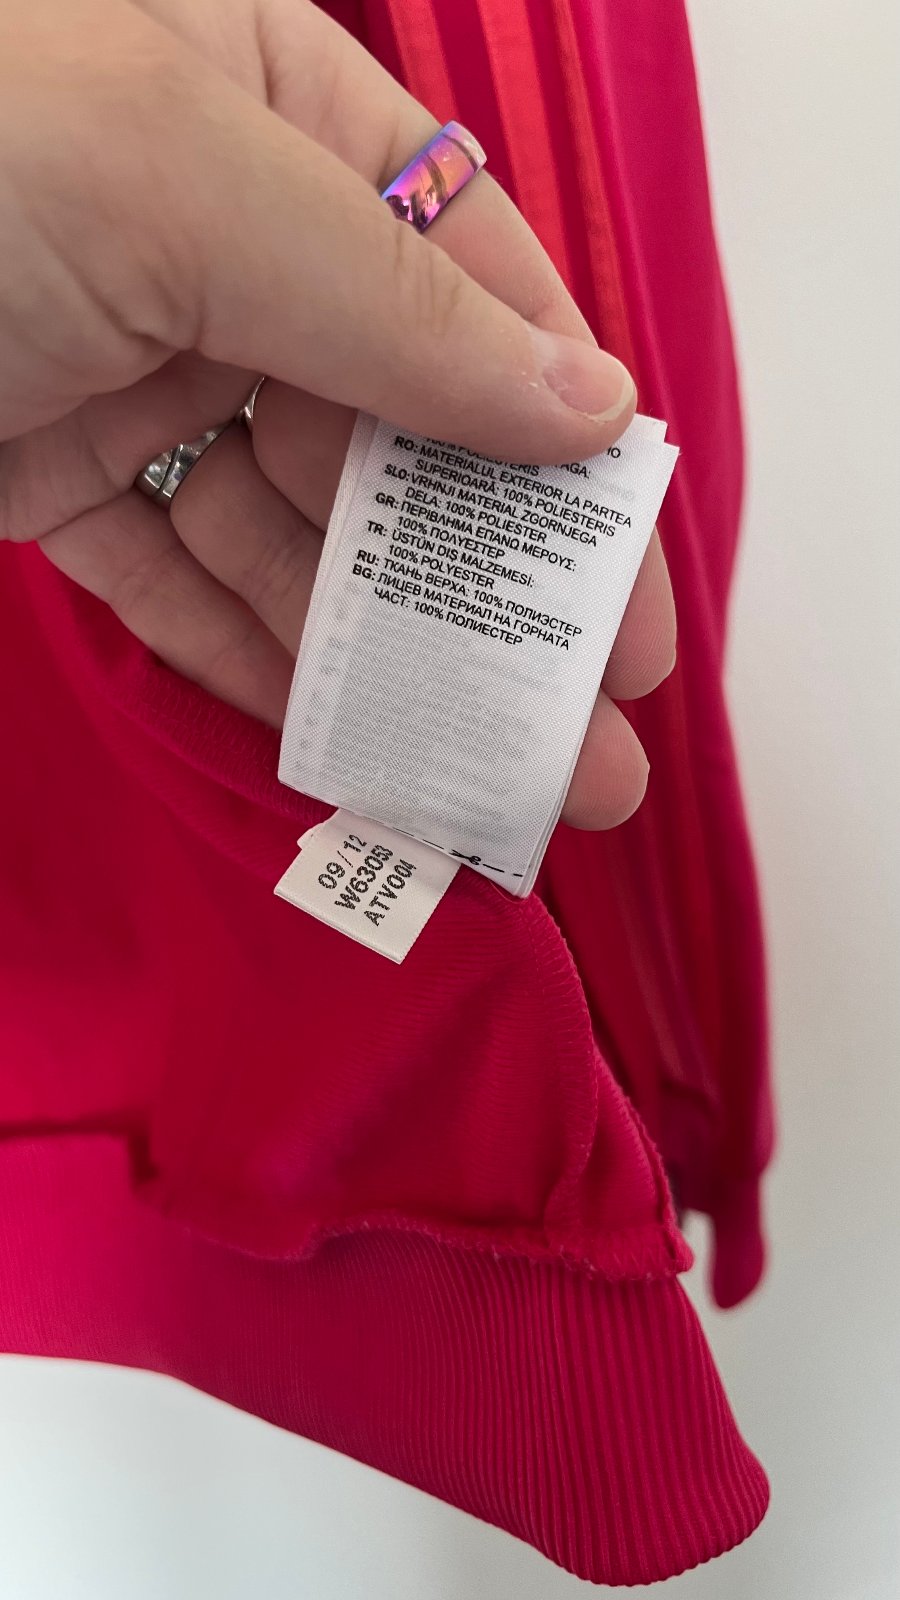 100% POLIESTERIS
RO: MATERIALUL EXTERIOR LA PARTEA
SUPERIOARĂ: 100% POLIESTERIS
SLO: VRHNJI MATERIAL ZGORNJEGA
DELA: 100% POLIESTER
GR: ΠΕΡΙΒΛΗΜΑ ΕΠΑΝΩ ΜΕΡΟΥΣ:
100% ΠΟΛΥΕΣΤΕΡ
TR: ÜSTÜN DIŞ MALZEMESİ:
100% POLYESTER
RU: ТКАНЬ ВЕРХА: 100% ПОЛИЭСТЕР
BG: ЛИЦЕВ МАТЕРИАЛ НА ГОРНАТА
ЧАСТ: 100% ПОЛИЕСТЕР
09/12
W63053
ATV004